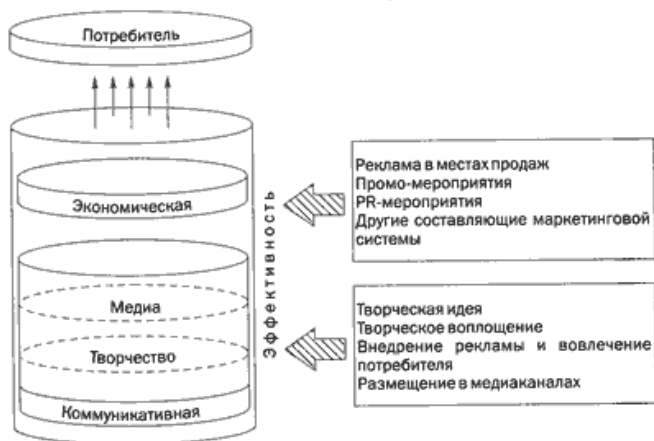 Потребитель
Экономическая
Медиа
Творчество
Коммуникативная
Эффективность
Реклама в местах продаж
Промо-мероприятия
PR-мероприятия
Другие составляющие маркетинговой
системы
Творческая идея
Творческое воплощение
Внедрение рекламы и вовлечение
потребителя
Размещение в медиаканалах